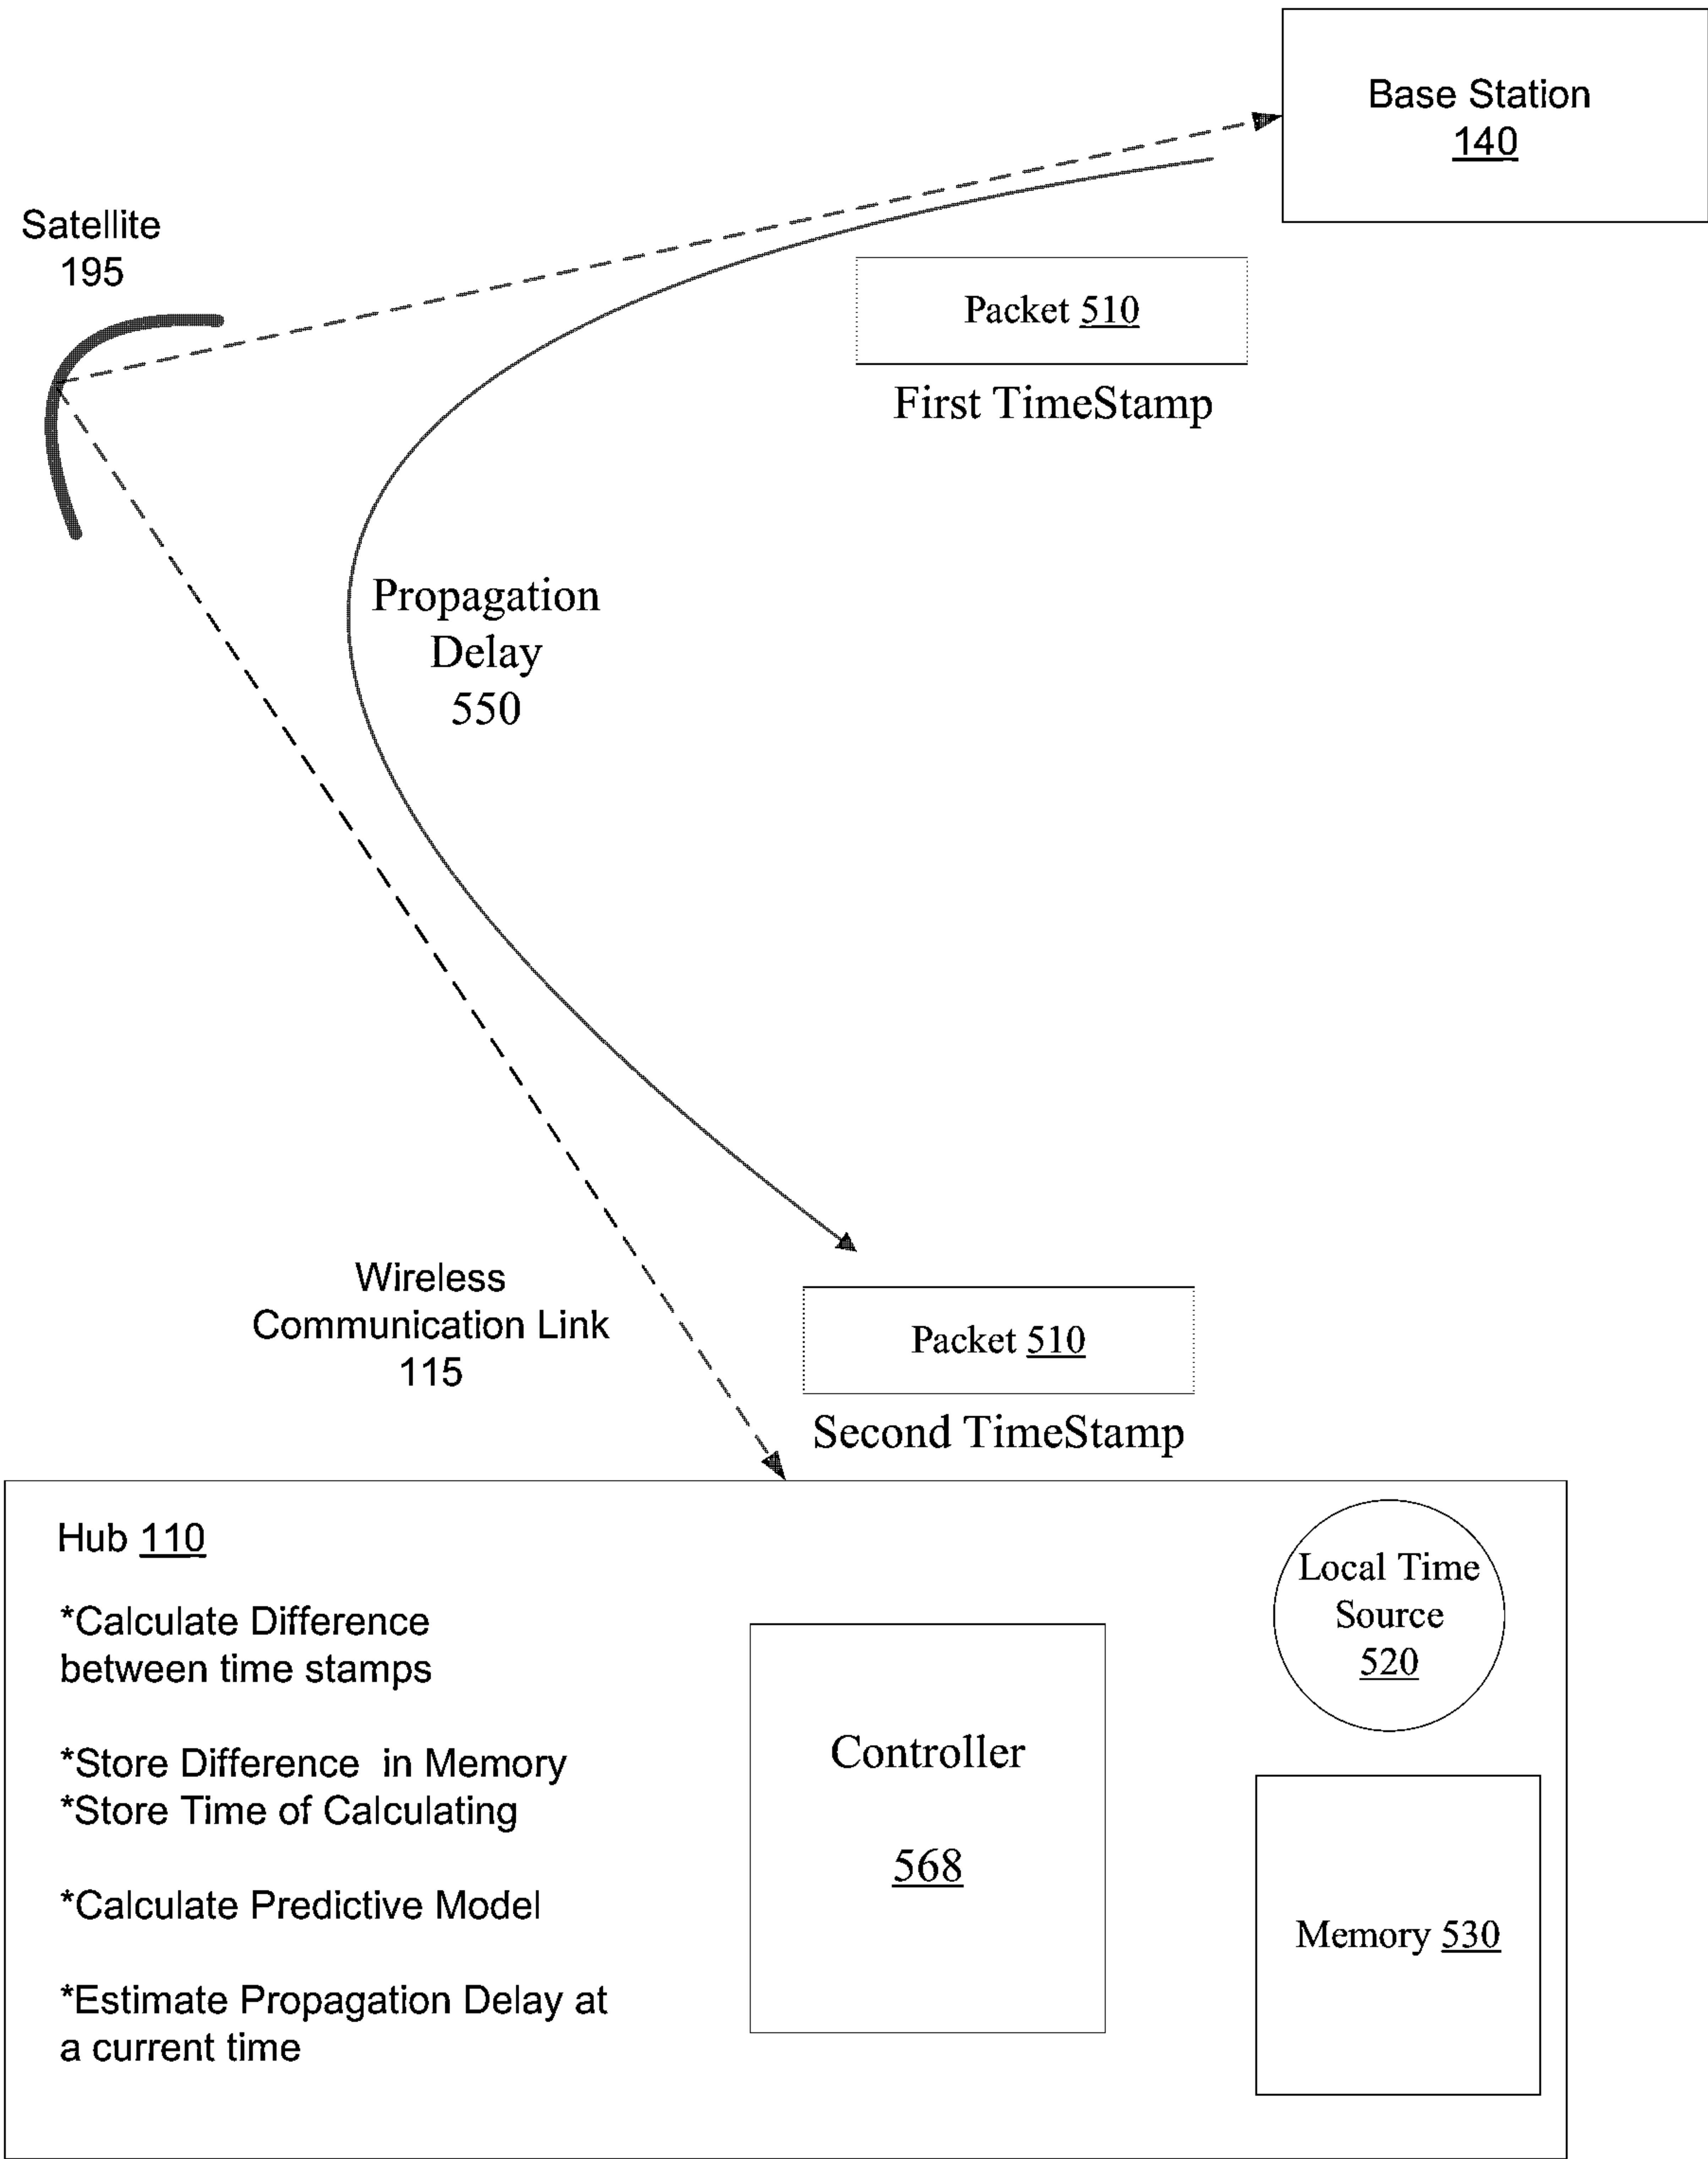 Base Station
140
Satellite
195
Packet 510
First TimeStamp
Propagation
Delay
550
Wireless
Communication Link
115
Packet 510
Second TimeStamp
Hub 110
*Calculate Difference
between time stamps
*Store Difference in Memory
*Store Time of Calculating
*Calculate Predictive Model
*Estimate Propagation Delay at
a current time
Controller
568
Local Time
Source
520
Memory 530